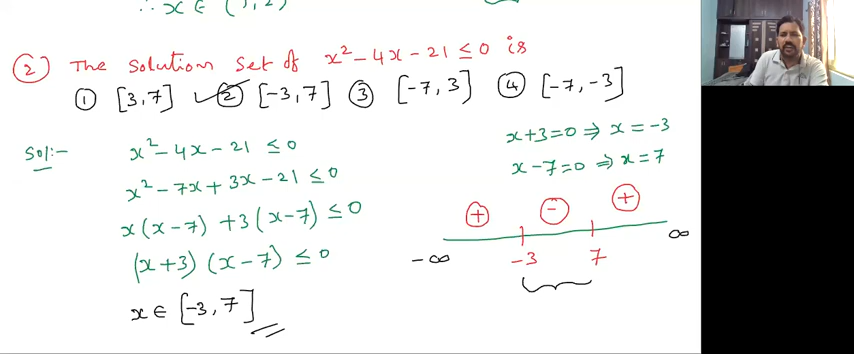 ∴ x ∈ (
② The solution set of x² – 4x – 21 ≤ 0 is
① [3, 7] ✓② [–3, 7] ③ [–7, 3] ④ [–7, –3]
Sol:-
x² – 4x – 21 ≤ 0
x² – 7x + 3x – 21 ≤ 0
x(x – 7) + 3(x – 7) ≤ 0
(x + 3) (x – 7) ≤ 0
x ∈ [–3, 7]
x + 3 = 0 ⇒ x = –3
x – 7 = 0 ⇒ x = 7
⊕ ⊖ ⊕
–∞ –3 7 ∞